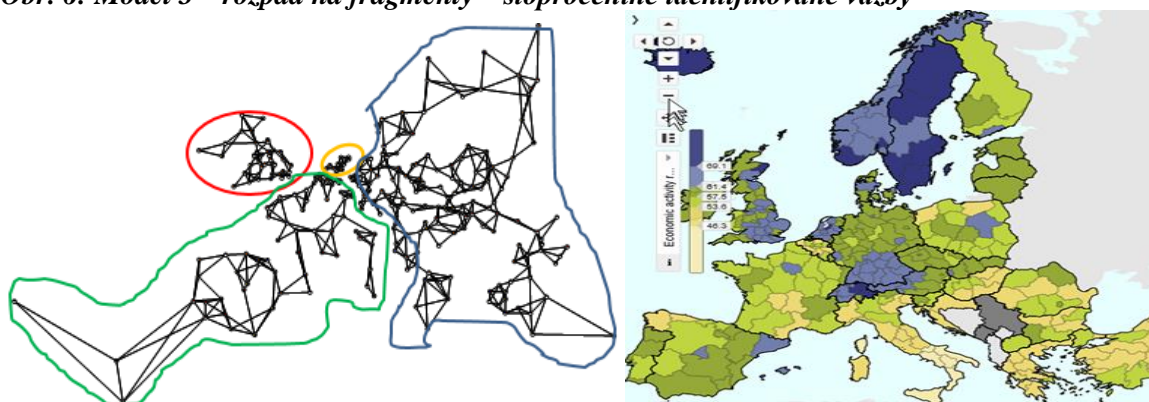 Obr. 6: Model 3 – rozpad na fragmenty – stoprocentně identifikované vazby
69.1
61.4
57.5
53.6
46.3
Economic activity r...